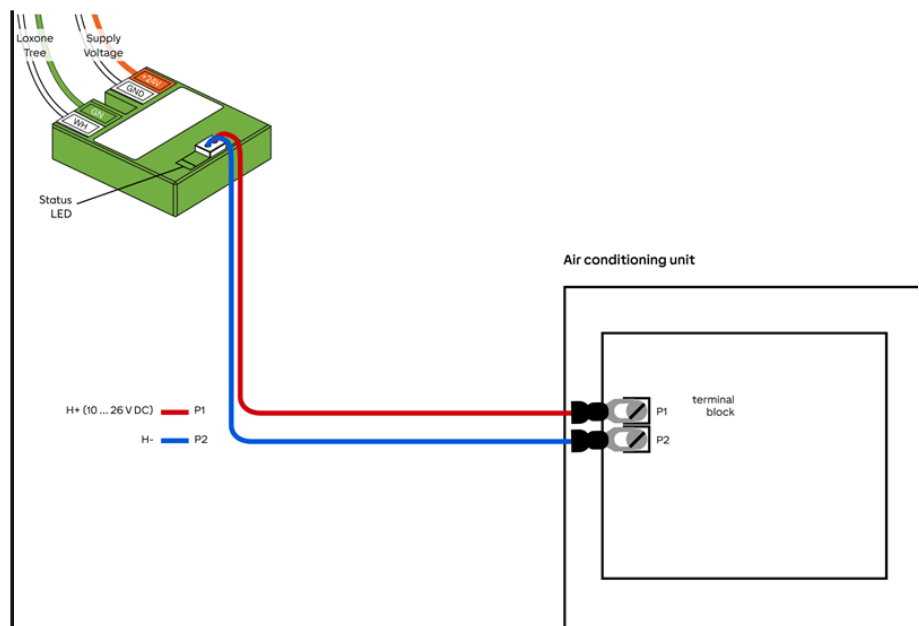 Loxone
Tree
Supply
Voltage
+24V
GND
GN
WH
Status
LED
Air conditioning unit
H+ (10 ... 26 V DC)
P1
H-
P2
P1
P2
terminal
block